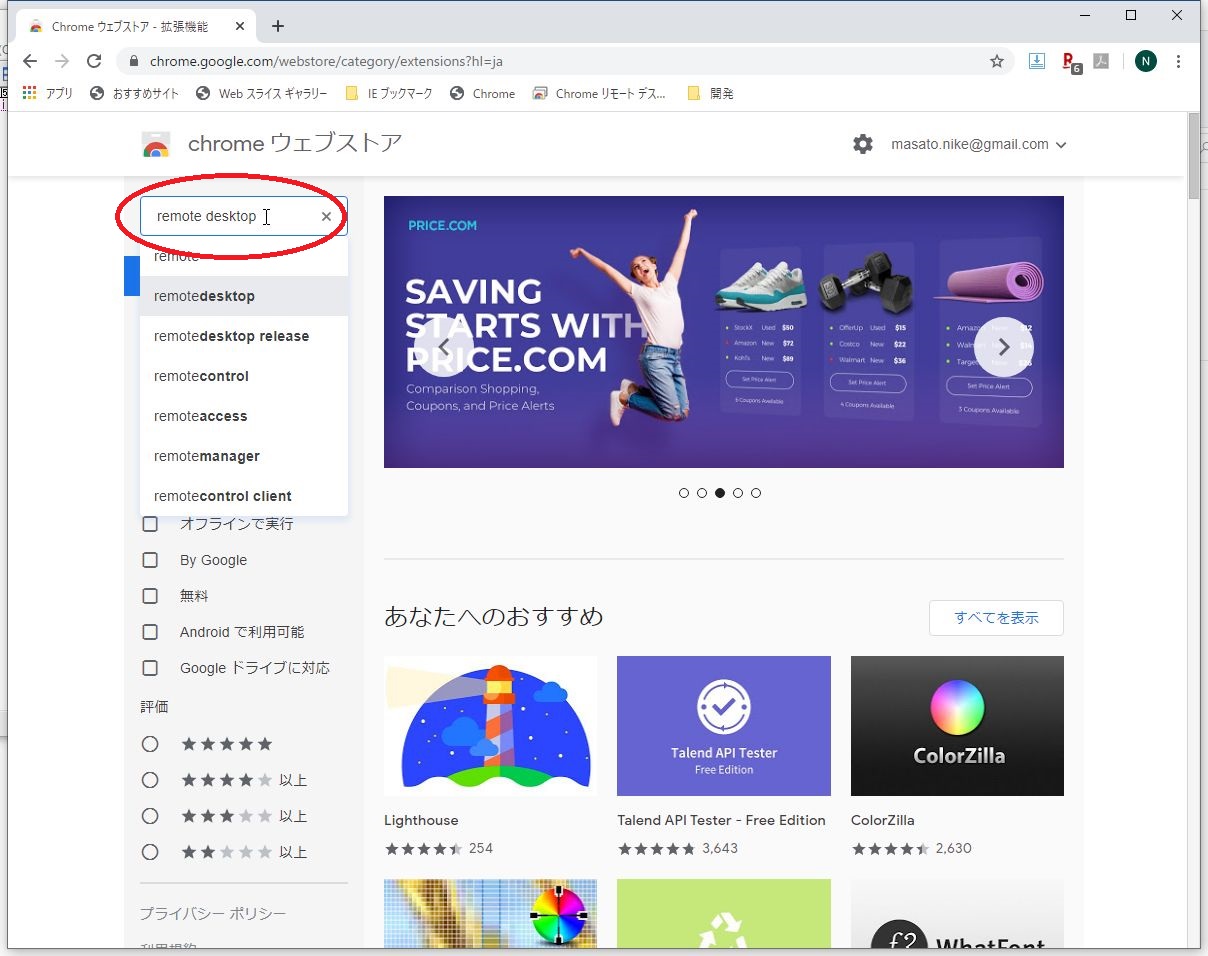 Chrome ウェブストア - 拡張機能
chrome.google.com/webstore/category/extensions?hl=ja
6
N
アプリ
おすすめサイト
Web スライス ギャラリー
IE ブックマーク
Chrome
Chrome リモート デス...
開発
chrome ウェブストア
masato.nike@gmail.com
remote desktop
remote
remotedesktop
remotedesktop release
remotecontrol
remoteaccess
remotemanager
remotecontrol client
オフラインで実行
By Google
無料
Android で利用可能
Google ドライブに対応
評価
★★★★★
★★★★★ 以上
★★★★★ 以上
★★★★★ 以上
プライバシー ポリシー
利用規約
PRICE.COM
SAVING
STARTS WITH
PRICE.COM
Comparison Shopping,
Coupons, and Price Alerts
StockX Used $50
Amazon New $72
Kohl's New $89
Set Price Alert
6 Coupons Available
OfferUp Used $15
Costco New $22
Walmart New $36
Set Price Alert
4 Coupons Available
Set Price Alert
3 Coupons Available
あなたへのおすすめ
すべてを表示
Lighthouse
254
Talend API Tester
Free Edition
Talend API Tester - Free Edition
3,643
ColorZilla
ColorZilla
2,630
f?
WhatFont